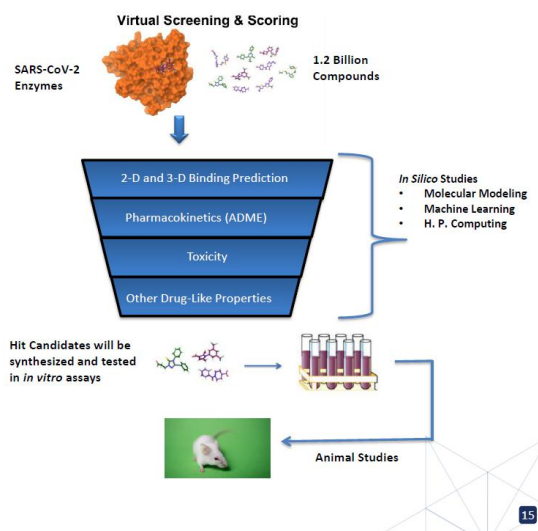 Virtual Screening & Scoring
SARS-CoV-2
Enzymes
1.2 Billion
Compounds
2-D and 3-D Binding Prediction
Pharmacokinetics (ADME)
Toxicity
Other Drug-Like Properties
In Silico Studies
• Molecular Modeling
• Machine Learning
• H. P. Computing
Hit Candidates will be
synthesized and tested
in in vitro assays
Animal Studies
15